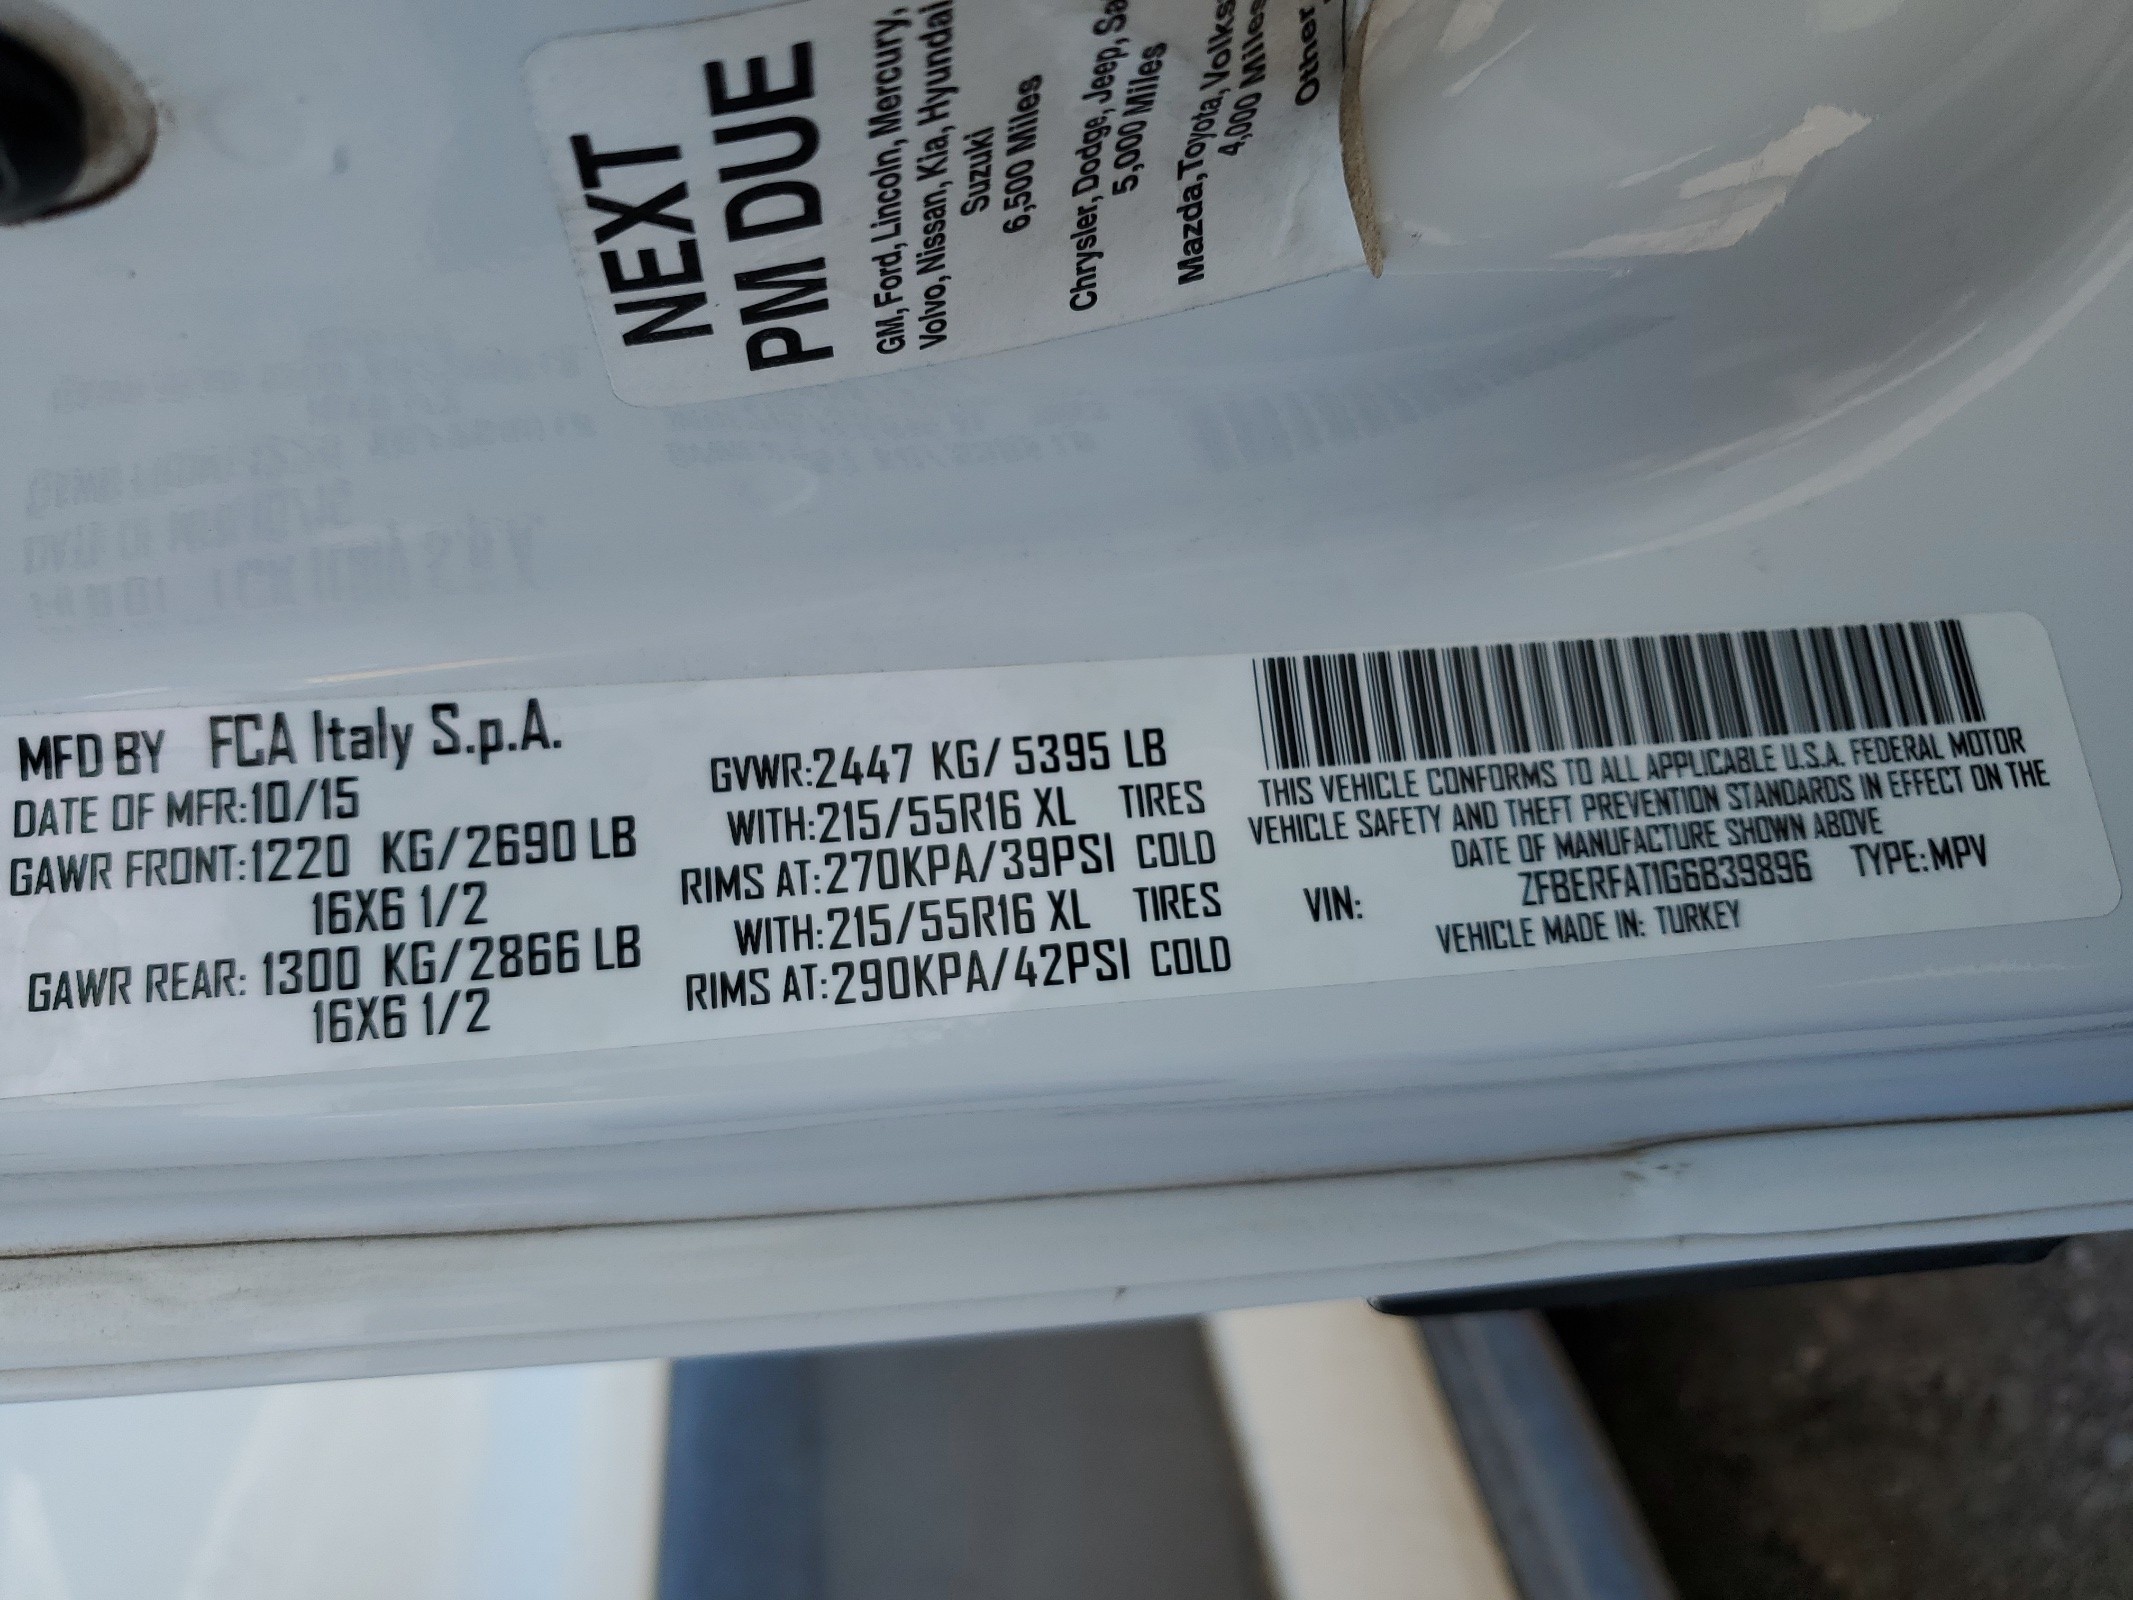 NEXT
PM DUE
GM, Ford, Lincoln, Mercury,
Volvo, Nissan, Kia, Hyundai
Suzuki
6,500 Miles
Chrysler, Dodge, Jeep,
5,000 Miles
Mazda, Toyota,
4,000 Miles
Other
MFD BY FCA Italy S.p.A.
DATE OF MFR:10/15
GAWR FRONT:1220 KG/2690 LB
16X6 1/2
GAWR REAR: 1300 KG/2866 LB
16X6 1/2
GVWR:2447 KG/ 5395 LB
WITH:215/55R16 XL TIRES
RIMS AT:270KPA/39PSI COLD
WITH:215/55R16 XL TIRES
RIMS AT:290KPA/42PSI COLD
THIS VEHICLE CONFORMS TO ALL APPLICABLE U.S.A. FEDERAL MOTOR
VEHICLE SAFETY AND THEFT PREVENTION STANDARDS IN EFFECT ON THE
DATE OF MANUFACTURE SHOWN ABOVE
VIN: ZFBERFAT1G6B39896 TYPE:MPV
VEHICLE MADE IN: TURKEY